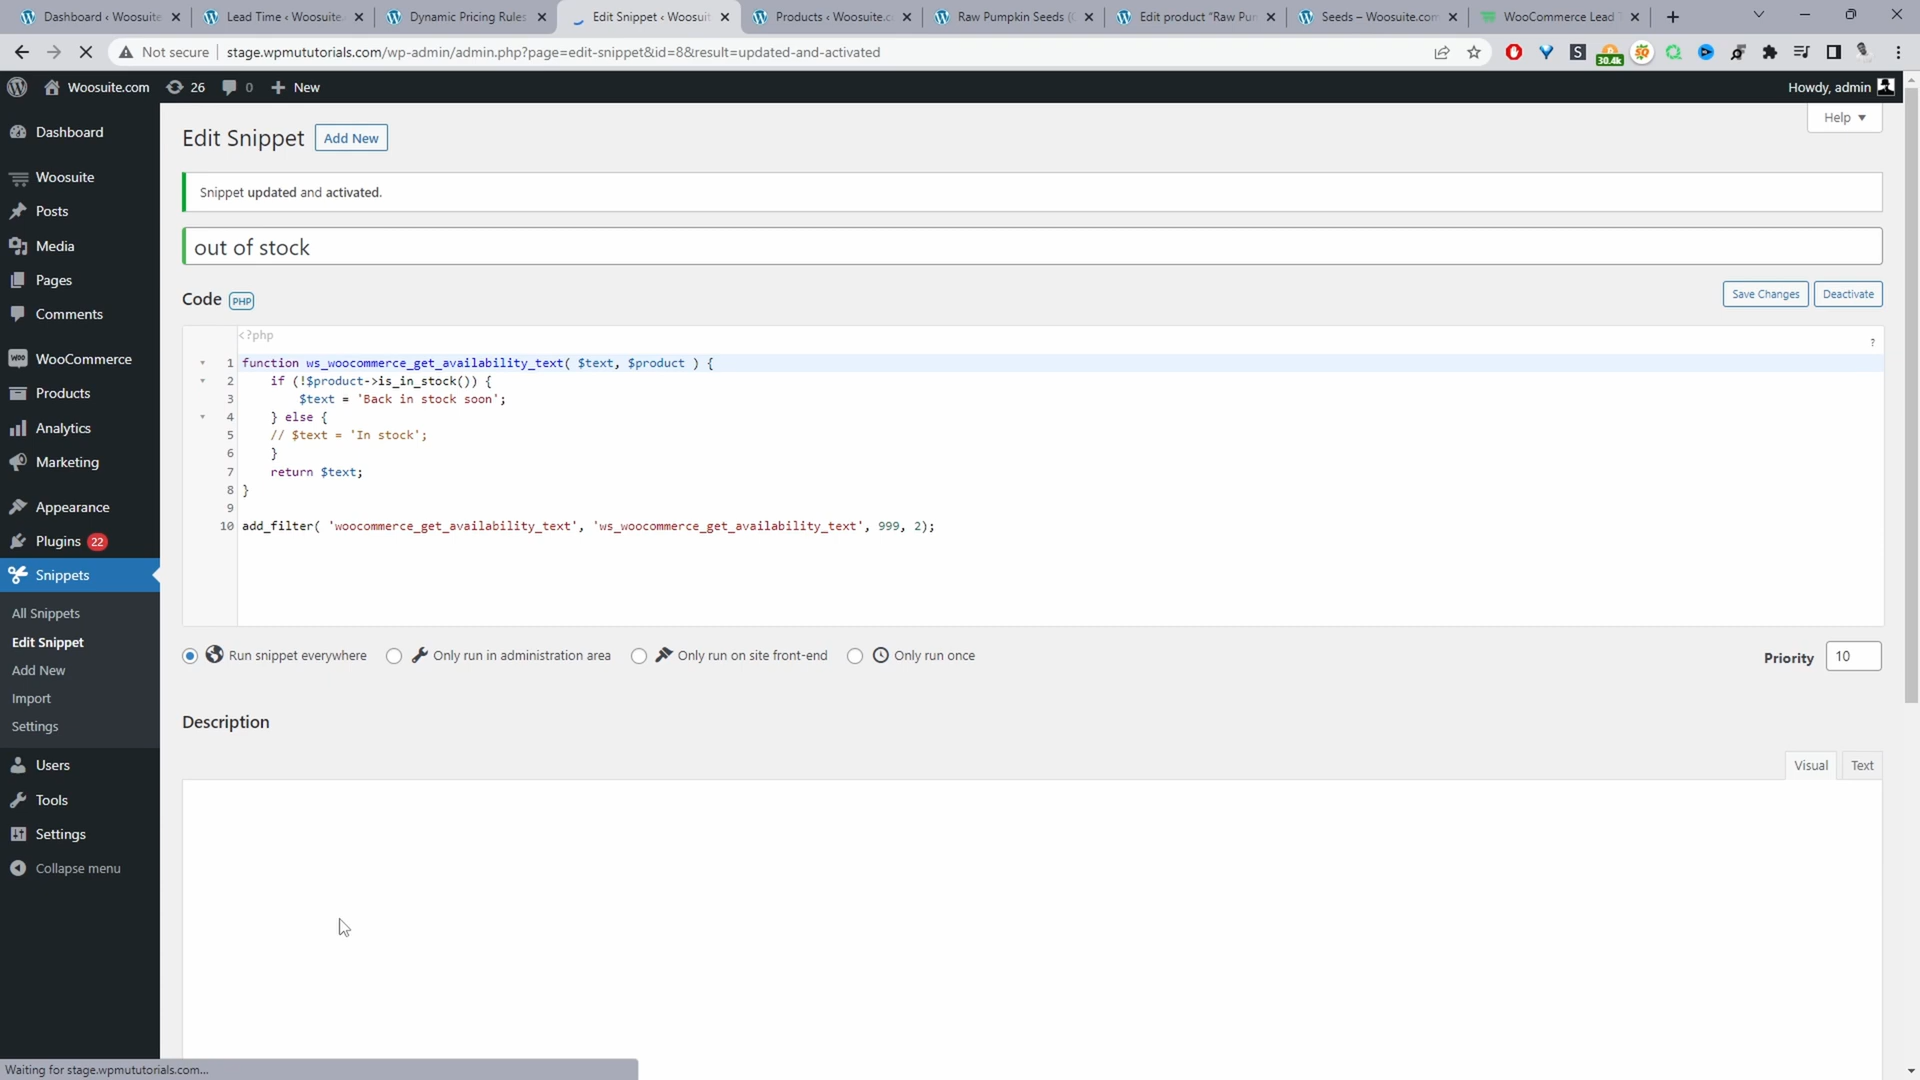 Dashboard ‹ Woosuite
Lead Time ‹ Woosuite.
Dynamic Pricing Rules
Edit Snippet ‹ Woosuit
Products ‹ Woosuite.c
Raw Pumpkin Seeds (
Edit product "Raw Pu
Seeds – Woosuite.com
WooCommerce Lead T
Not secure
stage.wpmututorials.com/wp-admin/admin.php?page=edit-snippet&id=8&result=updated-and-activated
30.4k
Woosuite.com
26
0
New
Howdy, admin
Help
Dashboard
Woosuite
Posts
Media
Pages
Comments
WooCommerce
Products
Analytics
Marketing
Appearance
Plugins 22
Snippets
All Snippets
Edit Snippet
Add New
Import
Settings
Users
Tools
Settings
Collapse menu
Edit Snippet
Add New
Snippet updated and activated.
out of stock
Code PHP
Save Changes
Deactivate
<?php
?
1 function ws_woocommerce_get_availability_text( $text, $product ) {
2 if (!$product->is_in_stock()) {
3 $text = 'Back in stock soon';
4 } else {
5 // $text = 'In stock';
6 }
7 return $text;
8 }
9
10 add_filter( 'woocommerce_get_availability_text', 'ws_woocommerce_get_availability_text', 999, 2);
Run snippet everywhere
Only run in administration area
Only run on site front-end
Only run once
Priority
10
Description
Visual
Text
Waiting for stage.wpmututorials.com...